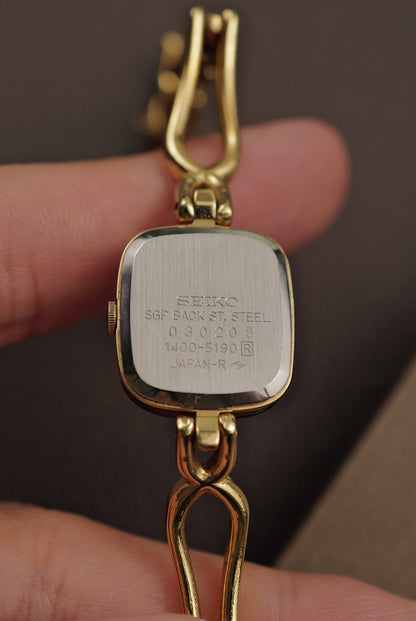 SEIKO
SGP BACK ST. STEEL
030208
1400-5190 R
JAPAN-R